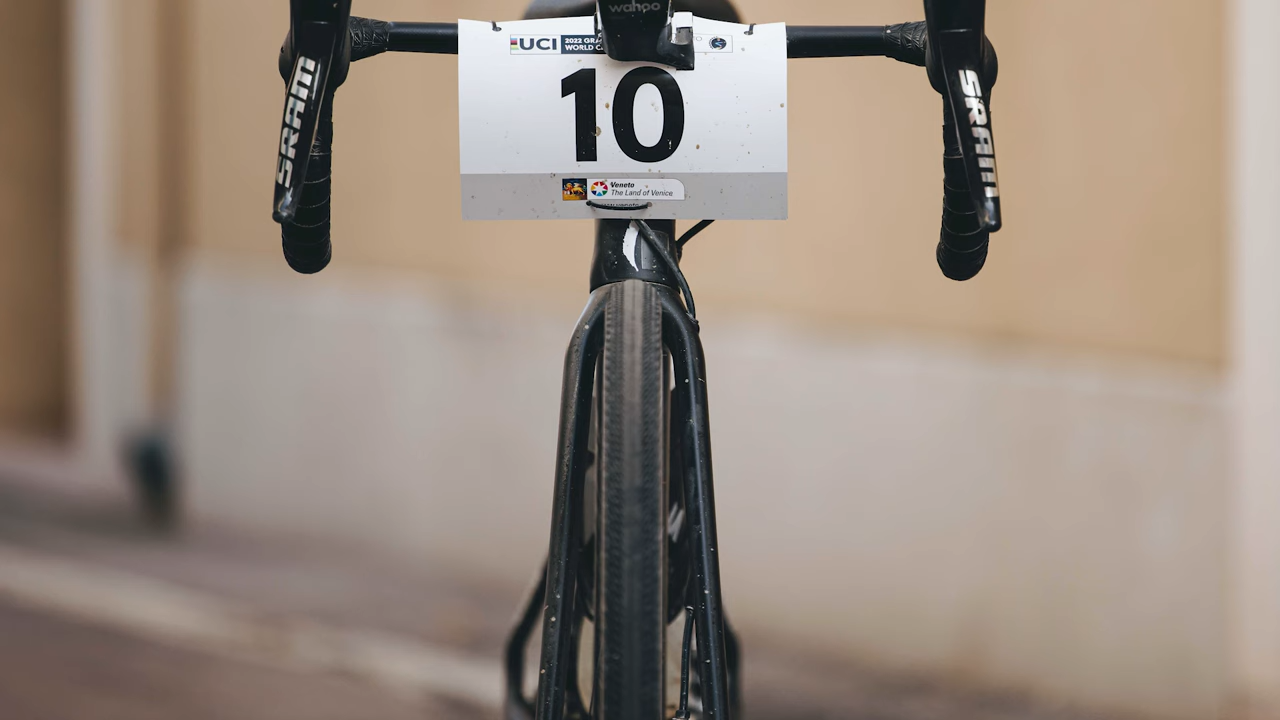 wahoo
UCI
2022 GRA
WORLD C
10
Veneto
The Land of Venice
SRAM
SRAM